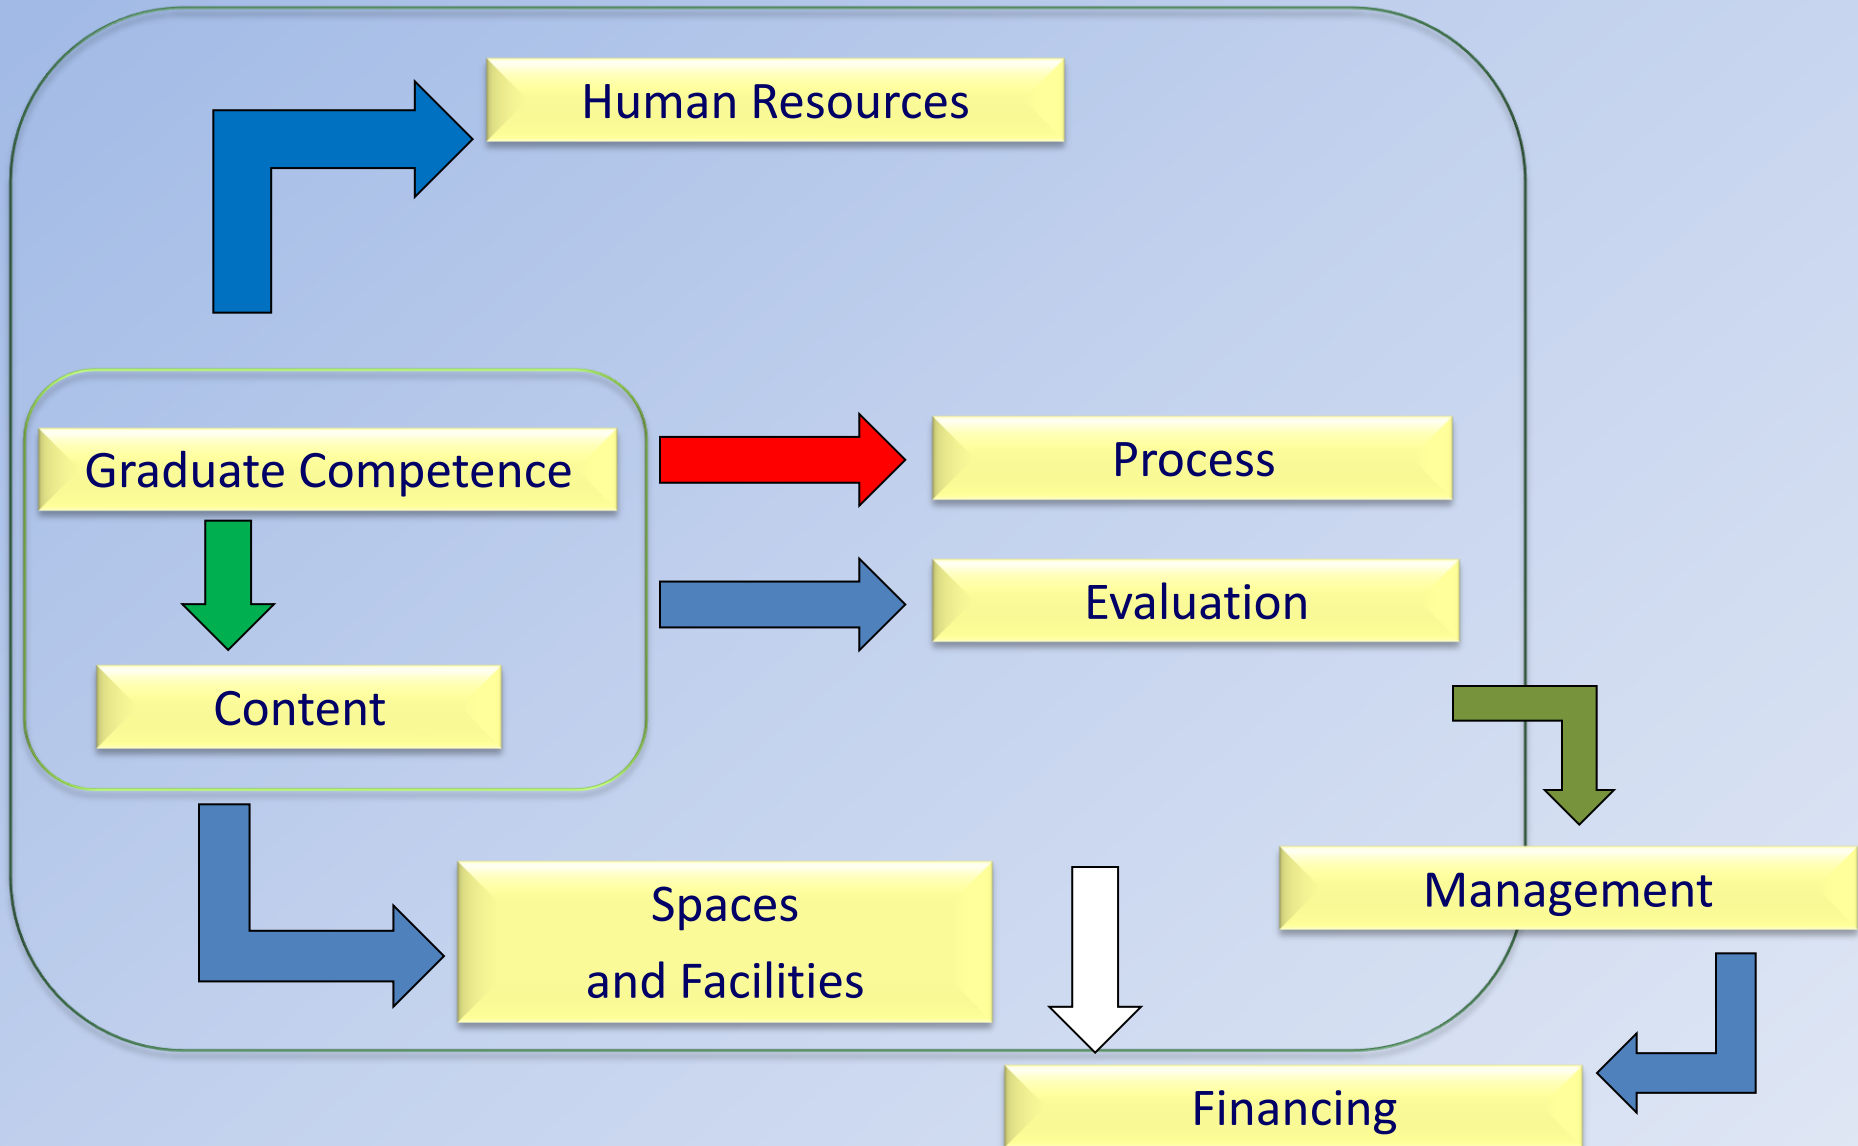 Human Resources
Graduate Competence
Process
Evaluation
Content
Management
Spaces
and Facilities
Financing